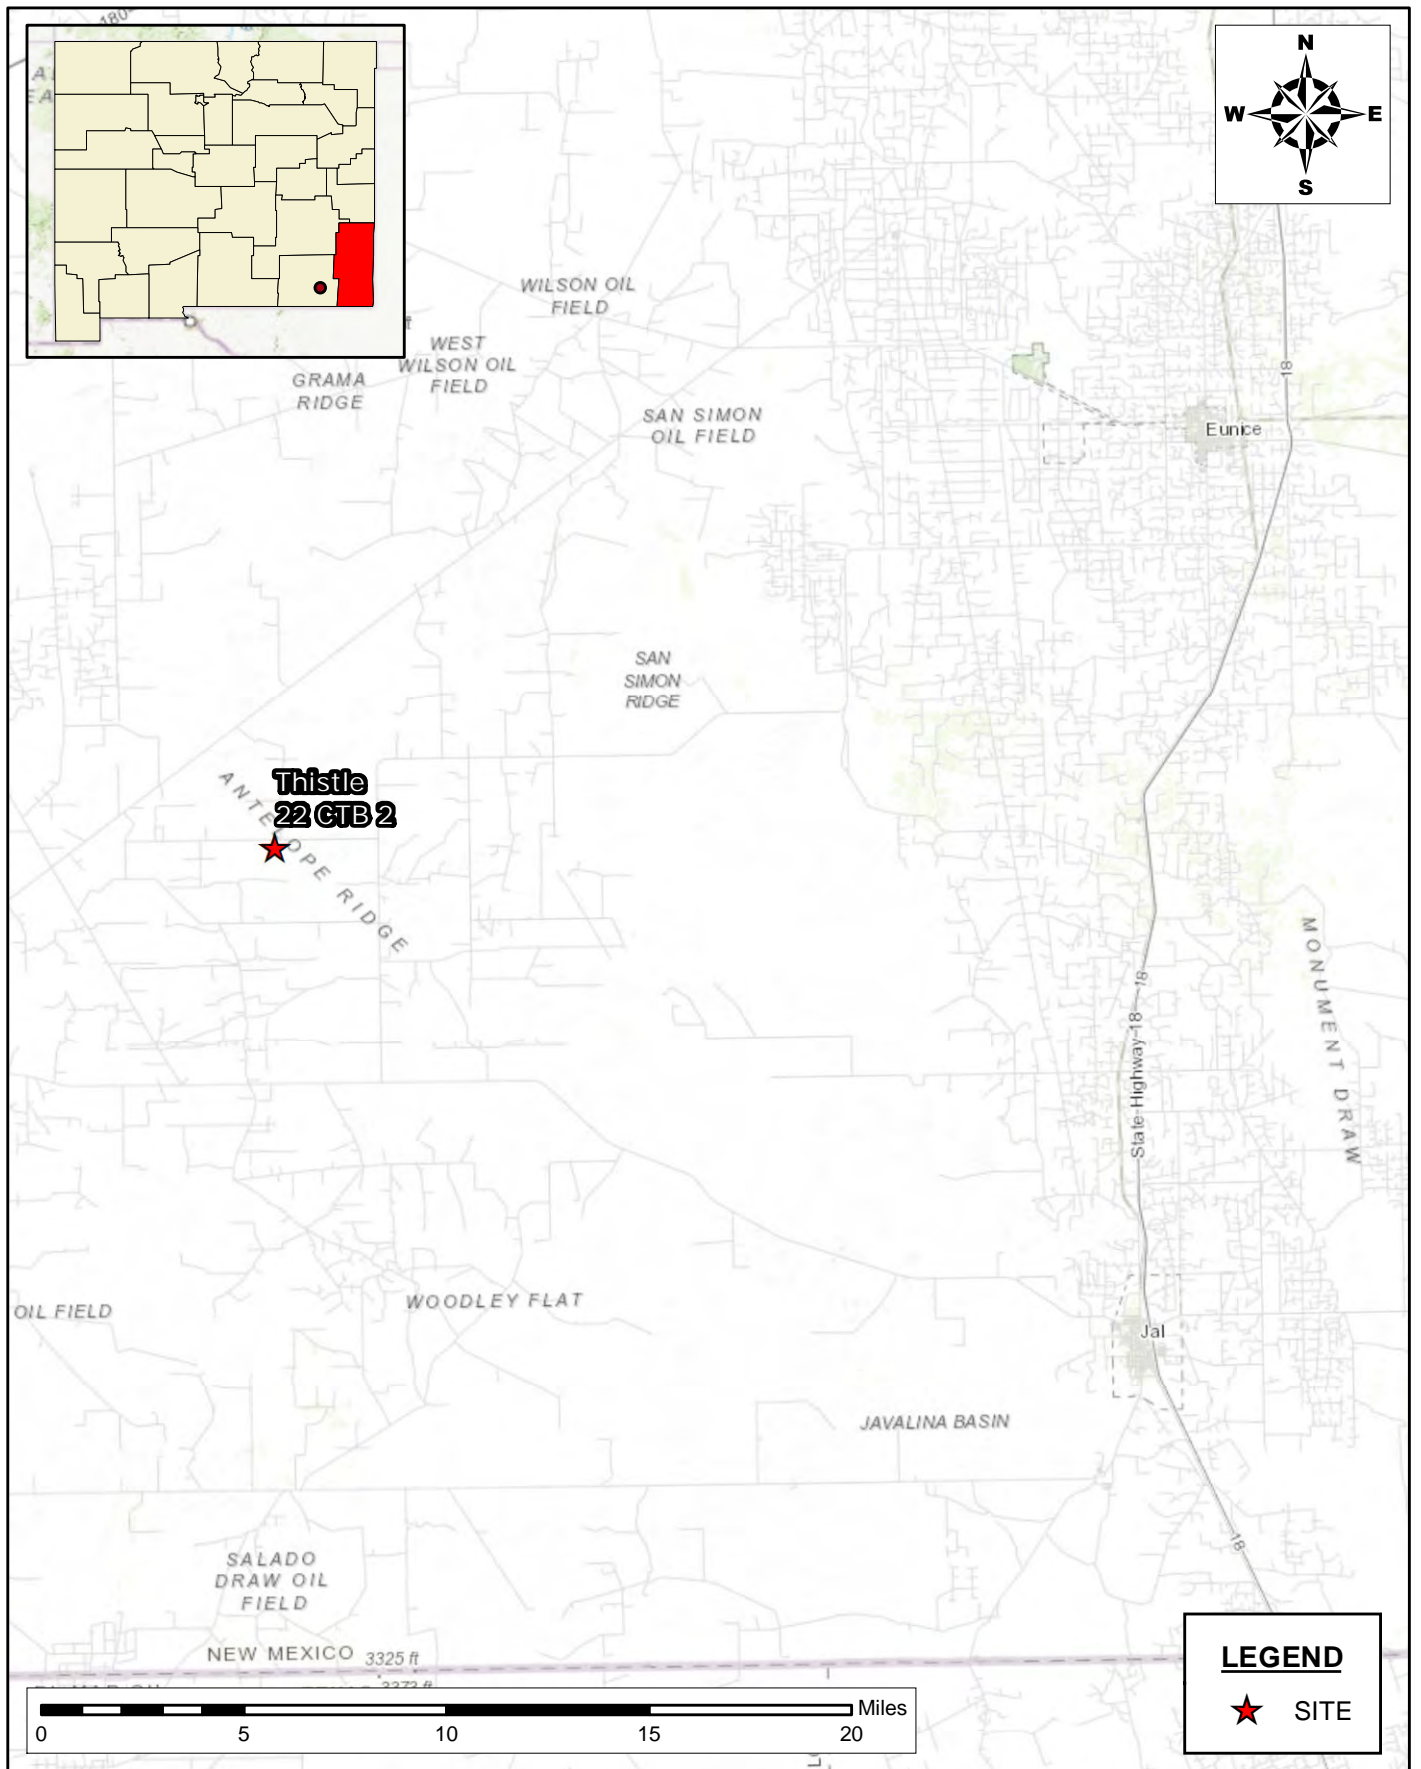 180
N
W
E
S
WILSON OIL
FIELD
ft
WEST
WILSON OIL
FIELD
GRAMA
RIDGE
SAN SIMON
OIL FIELD
18
Eunice
SAN
SIMON
RIDGE
Thistle
22 CTB 2
ANTELOPE RIDGE
MONUMENT DRAW
18
State Highway 18
WOODLEY FLAT
OIL FIELD
Jal
JAVALINA BASIN
18
SALADO
DRAW OIL
FIELD
NEW MEXICO 3325 ft
LEGEND
SITE
Miles
0 5 10 15 20